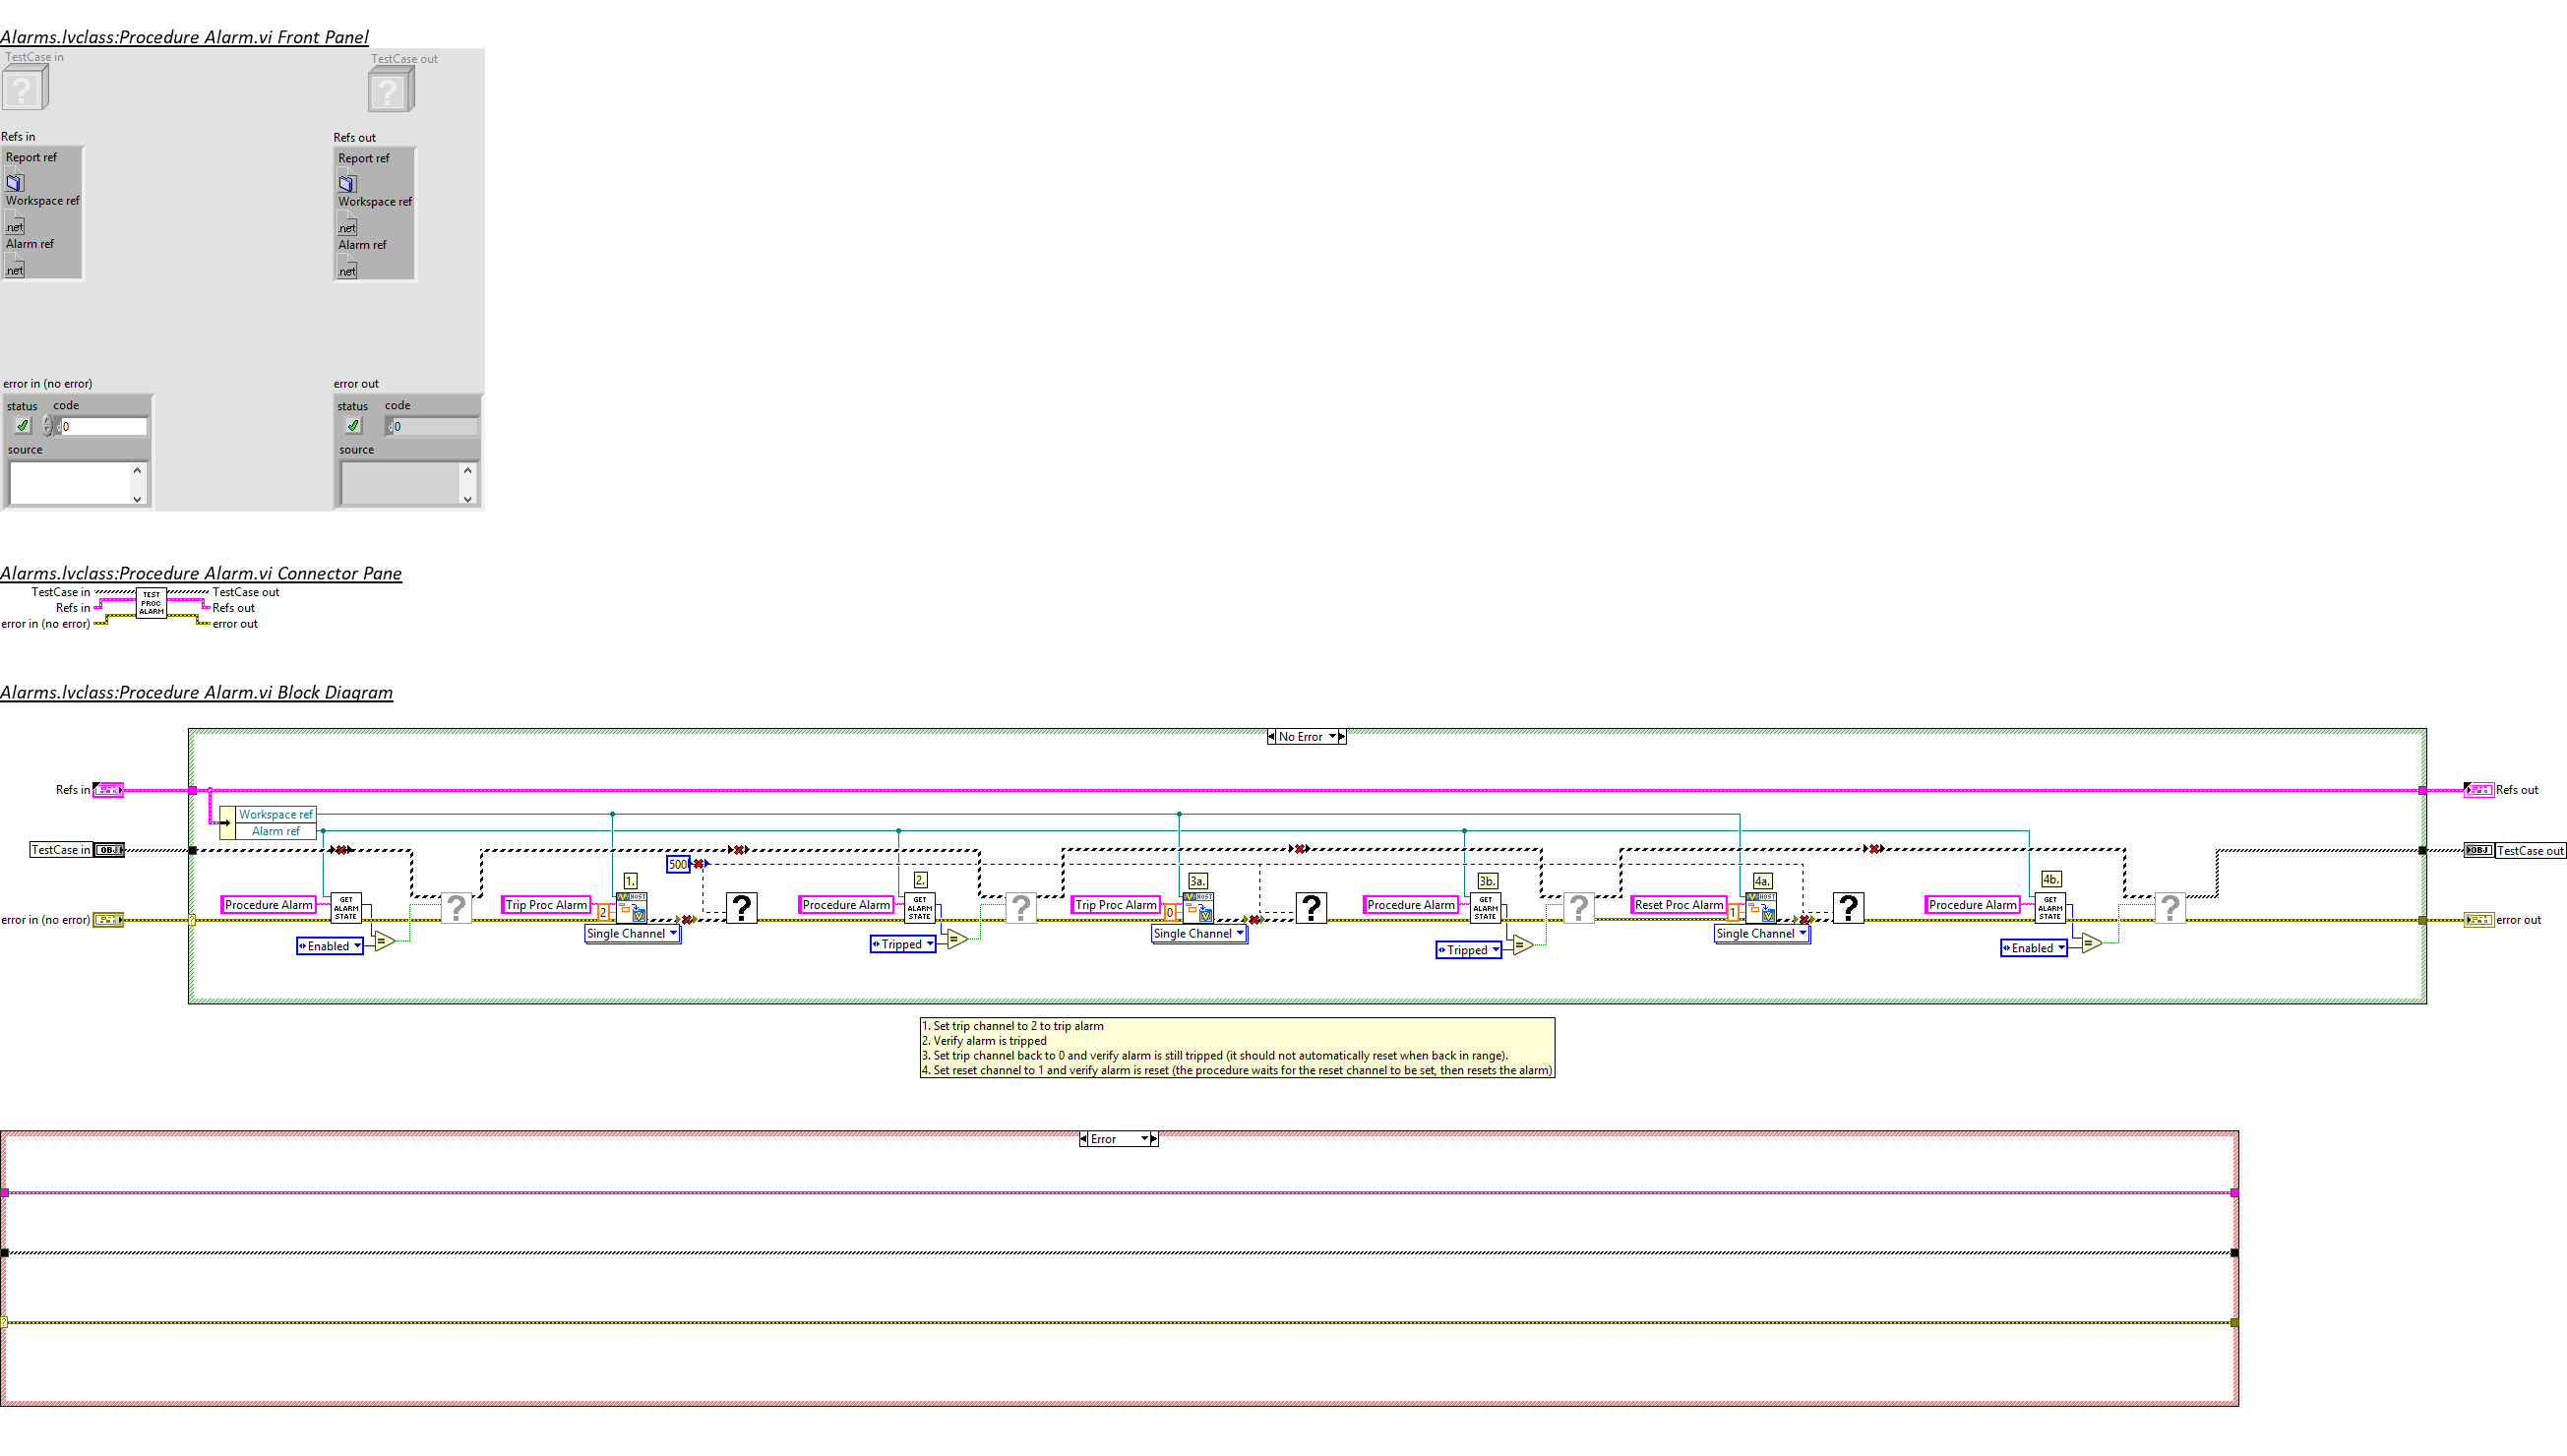 Alarms.lvclass:Procedure Alarm.vi Front Panel
TestCase in
TestCase out
?
?
Refs in
Refs out
Report ref
Report ref
Workspace ref
Workspace ref
.net
.net
Alarm ref
Alarm ref
.net
.net
error in (no error)
error out
status code
status code
d0
d0
source
source
Alarms.lvclass:Procedure Alarm.vi Connector Pane
TestCase in
TEST PROC ALARM
TestCase out
Refs in
Refs out
error in (no error)
error out
Alarms.lvclass:Procedure Alarm.vi Block Diagram
No Error
Refs in
Refs out
Workspace ref
Alarm ref
TestCase in
OBJ
OBJ
TestCase out
500
1.
2.
3a.
3b.
4a.
4b.
error in (no error)
Procedure Alarm
GET ALARM STATE
Enabled
=
?
Trip Proc Alarm
2
HOST
Single Channel
?
Procedure Alarm
GET ALARM STATE
Tripped
=
?
Trip Proc Alarm
0
HOST
Single Channel
?
Procedure Alarm
GET ALARM STATE
Tripped
=
?
Reset Proc Alarm
1
HOST
Single Channel
?
Procedure Alarm
GET ALARM STATE
Enabled
=
?
error out
1. Set trip channel to 2 to trip alarm
2. Verify alarm is tripped
3. Set trip channel back to 0 and verify alarm is still tripped (it should not automatically reset when back in range).
4. Set reset channel to 1 and verify alarm is reset (the procedure waits for the reset channel to be set, then resets the alarm)
Error